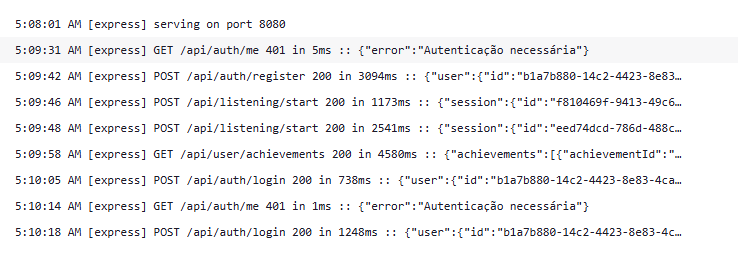 5:08:01 AM [express] serving on port 8080
5:09:31 AM [express] GET /api/auth/me 401 in 5ms :: {"error":"Autenticação necessária"}
5:09:42 AM [express] POST /api/auth/register 200 in 3094ms :: {"user":{"id":"b1a7b880-14c2-4423-8e83…
5:09:46 AM [express] POST /api/listening/start 200 in 1173ms :: {"session":{"id":"f810469f-9413-49c6…
5:09:48 AM [express] POST /api/listening/start 200 in 2541ms :: {"session":{"id":"eed74dcd-786d-488c…
5:09:58 AM [express] GET /api/user/achievements 200 in 4580ms :: {"achievements":[{"achievementId":"…
5:10:05 AM [express] POST /api/auth/login 200 in 738ms :: {"user":{"id":"b1a7b880-14c2-4423-8e83-4ca…
5:10:14 AM [express] GET /api/auth/me 401 in 1ms :: {"error":"Autenticação necessária"}
5:10:18 AM [express] POST /api/auth/login 200 in 1248ms :: {"user":{"id":"b1a7b880-14c2-4423-8e83-4c…